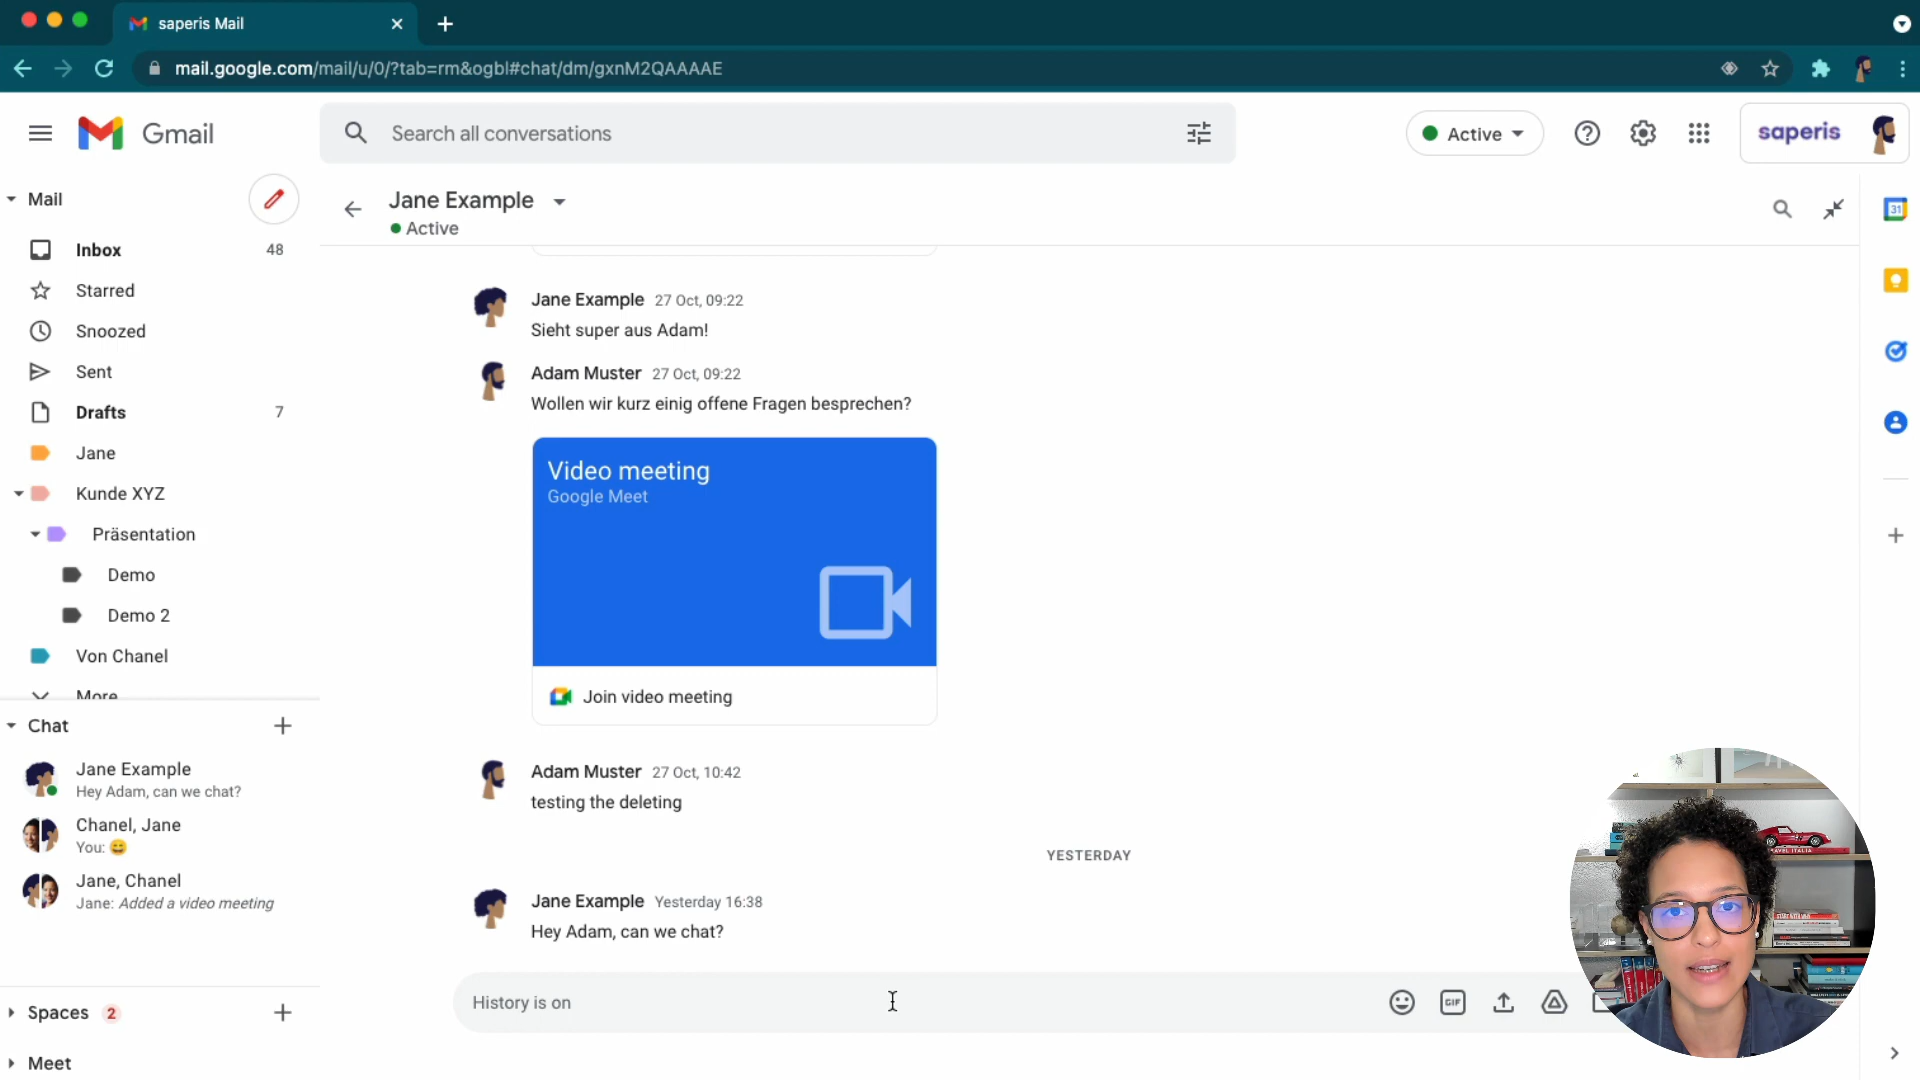 saperis Mail
mail.google.com/mail/u/0/?tab=rm&ogbl#chat/dm/gxnM2QAAAAE
Gmail
Search all conversations
Active
saperis
Mail
Inbox 48
Starred
Snoozed
Sent
Drafts 7
Jane
Kunde XYZ
Präsentation
Demo
Demo 2
Von Chanel
More
Chat
Jane Example
Hey Adam, can we chat?
Chanel, Jane
You: 😄
Jane, Chanel
Jane: Added a video meeting
Spaces 2
Meet
Jane Example
Active
Jane Example 27 Oct, 09:22
Sieht super aus Adam!
Adam Muster 27 Oct, 09:22
Wollen wir kurz einig offene Fragen besprechen?
Video meeting
Google Meet
Join video meeting
Adam Muster 27 Oct, 10:42
testing the deleting
YESTERDAY
Jane Example Yesterday 16:38
Hey Adam, can we chat?
History is on
GIF
31